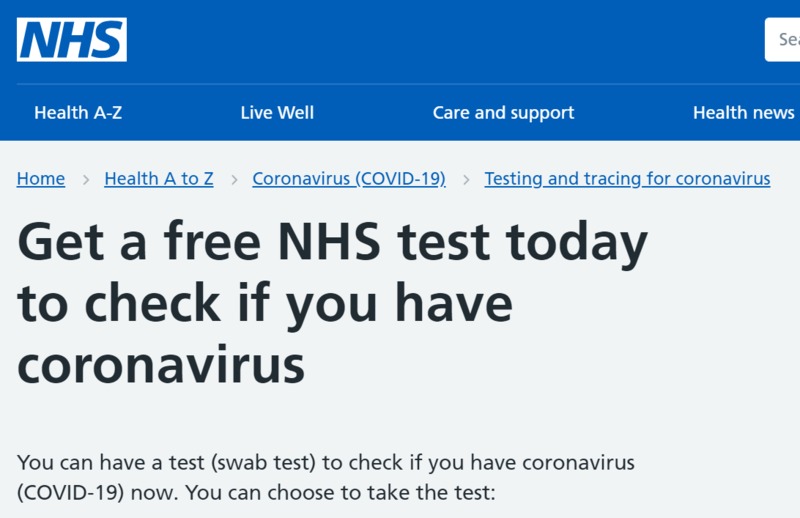 NHS
Sea
Health A-Z Live Well Care and support Health news
Home > Health A to Z > Coronavirus (COVID-19) > Testing and tracing for coronavirus
Get a free NHS test today
to check if you have
coronavirus
You can have a test (swab test) to check if you have coronavirus
(COVID-19) now. You can choose to take the test: